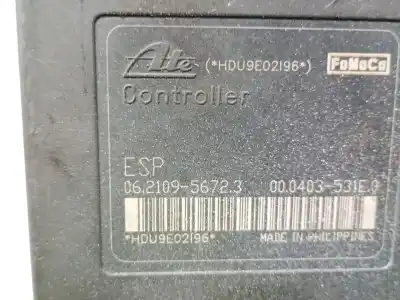 Ate (*HDU9E02I96*) FoMoCo
Controller
ESP
06.2109-5672.3 00.0403-531E.0
*HDU9E02I96* MADE IN PHILIPPINES